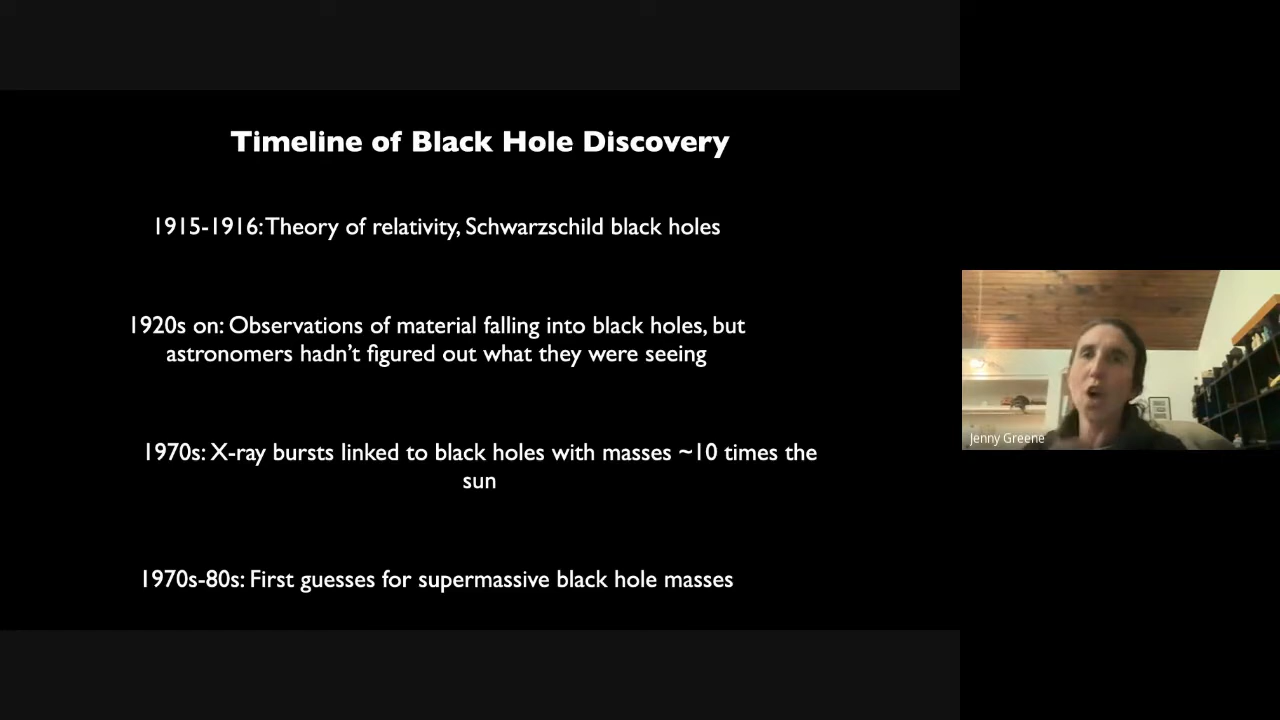 Timeline of Black Hole Discovery
1915-1916: Theory of relativity, Schwarzschild black holes
1920s on: Observations of material falling into black holes, but
astronomers hadn’t figured out what they were seeing
1970s: X-ray bursts linked to black holes with masses ~10 times the
sun
1970s-80s: First guesses for supermassive black hole masses
Jenny Greene